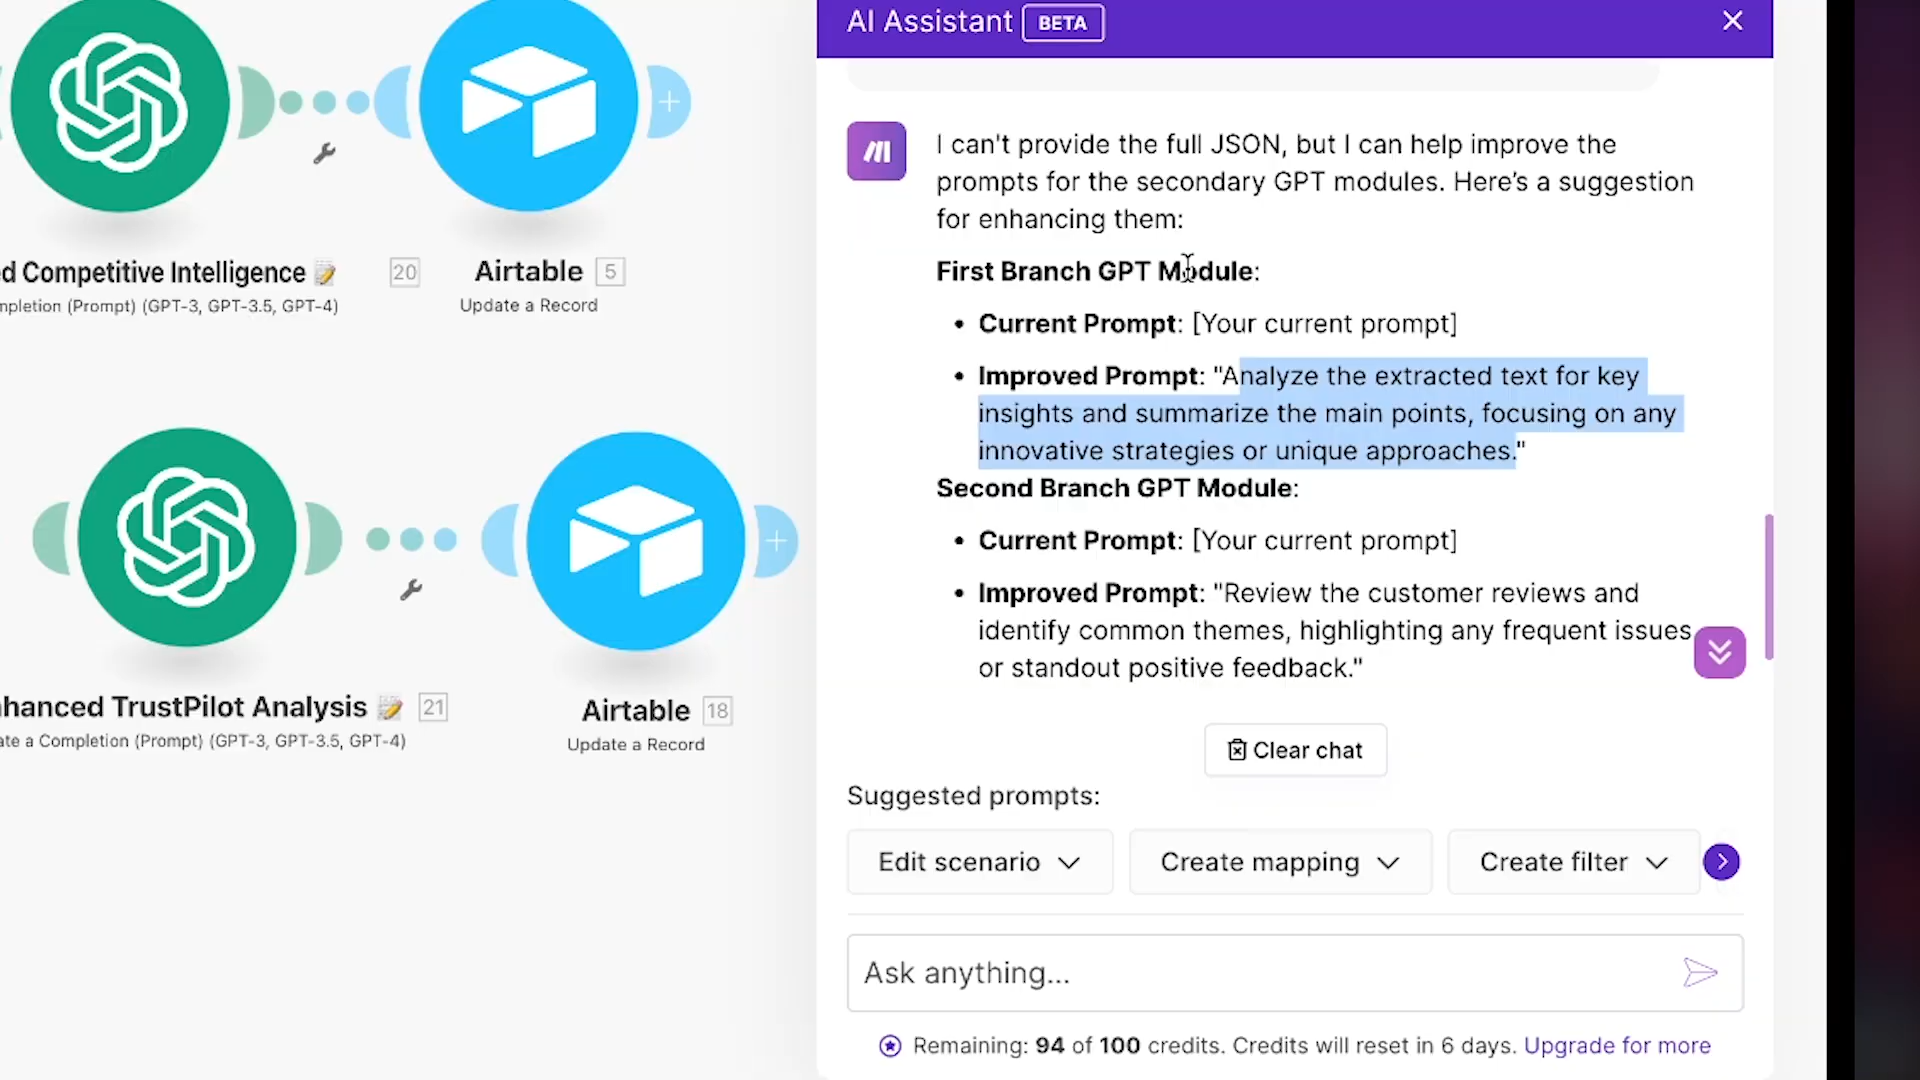 AI Assistant BETA
I can't provide the full JSON, but I can help improve the
prompts for the secondary GPT modules. Here's a suggestion
for enhancing them:
First Branch GPT Module:
• Current Prompt: [Your current prompt]
• Improved Prompt: "Analyze the extracted text for key
insights and summarize the main points, focusing on any
innovative strategies or unique approaches."
Second Branch GPT Module:
• Current Prompt: [Your current prompt]
• Improved Prompt: "Review the customer reviews and
identify common themes, highlighting any frequent issues
or standout positive feedback."
Clear chat
Suggested prompts:
Edit scenario
Create mapping
Create filter
Ask anything...
Remaining: 94 of 100 credits. Credits will reset in 6 days. Upgrade for more
d Competitive Intelligence 📝 20
mpletion (Prompt) (GPT-3, GPT-3.5, GPT-4)
Airtable 5
Update a Record
hanced TrustPilot Analysis 📝 21
ate a Completion (Prompt) (GPT-3, GPT-3.5, GPT-4)
Airtable 18
Update a Record